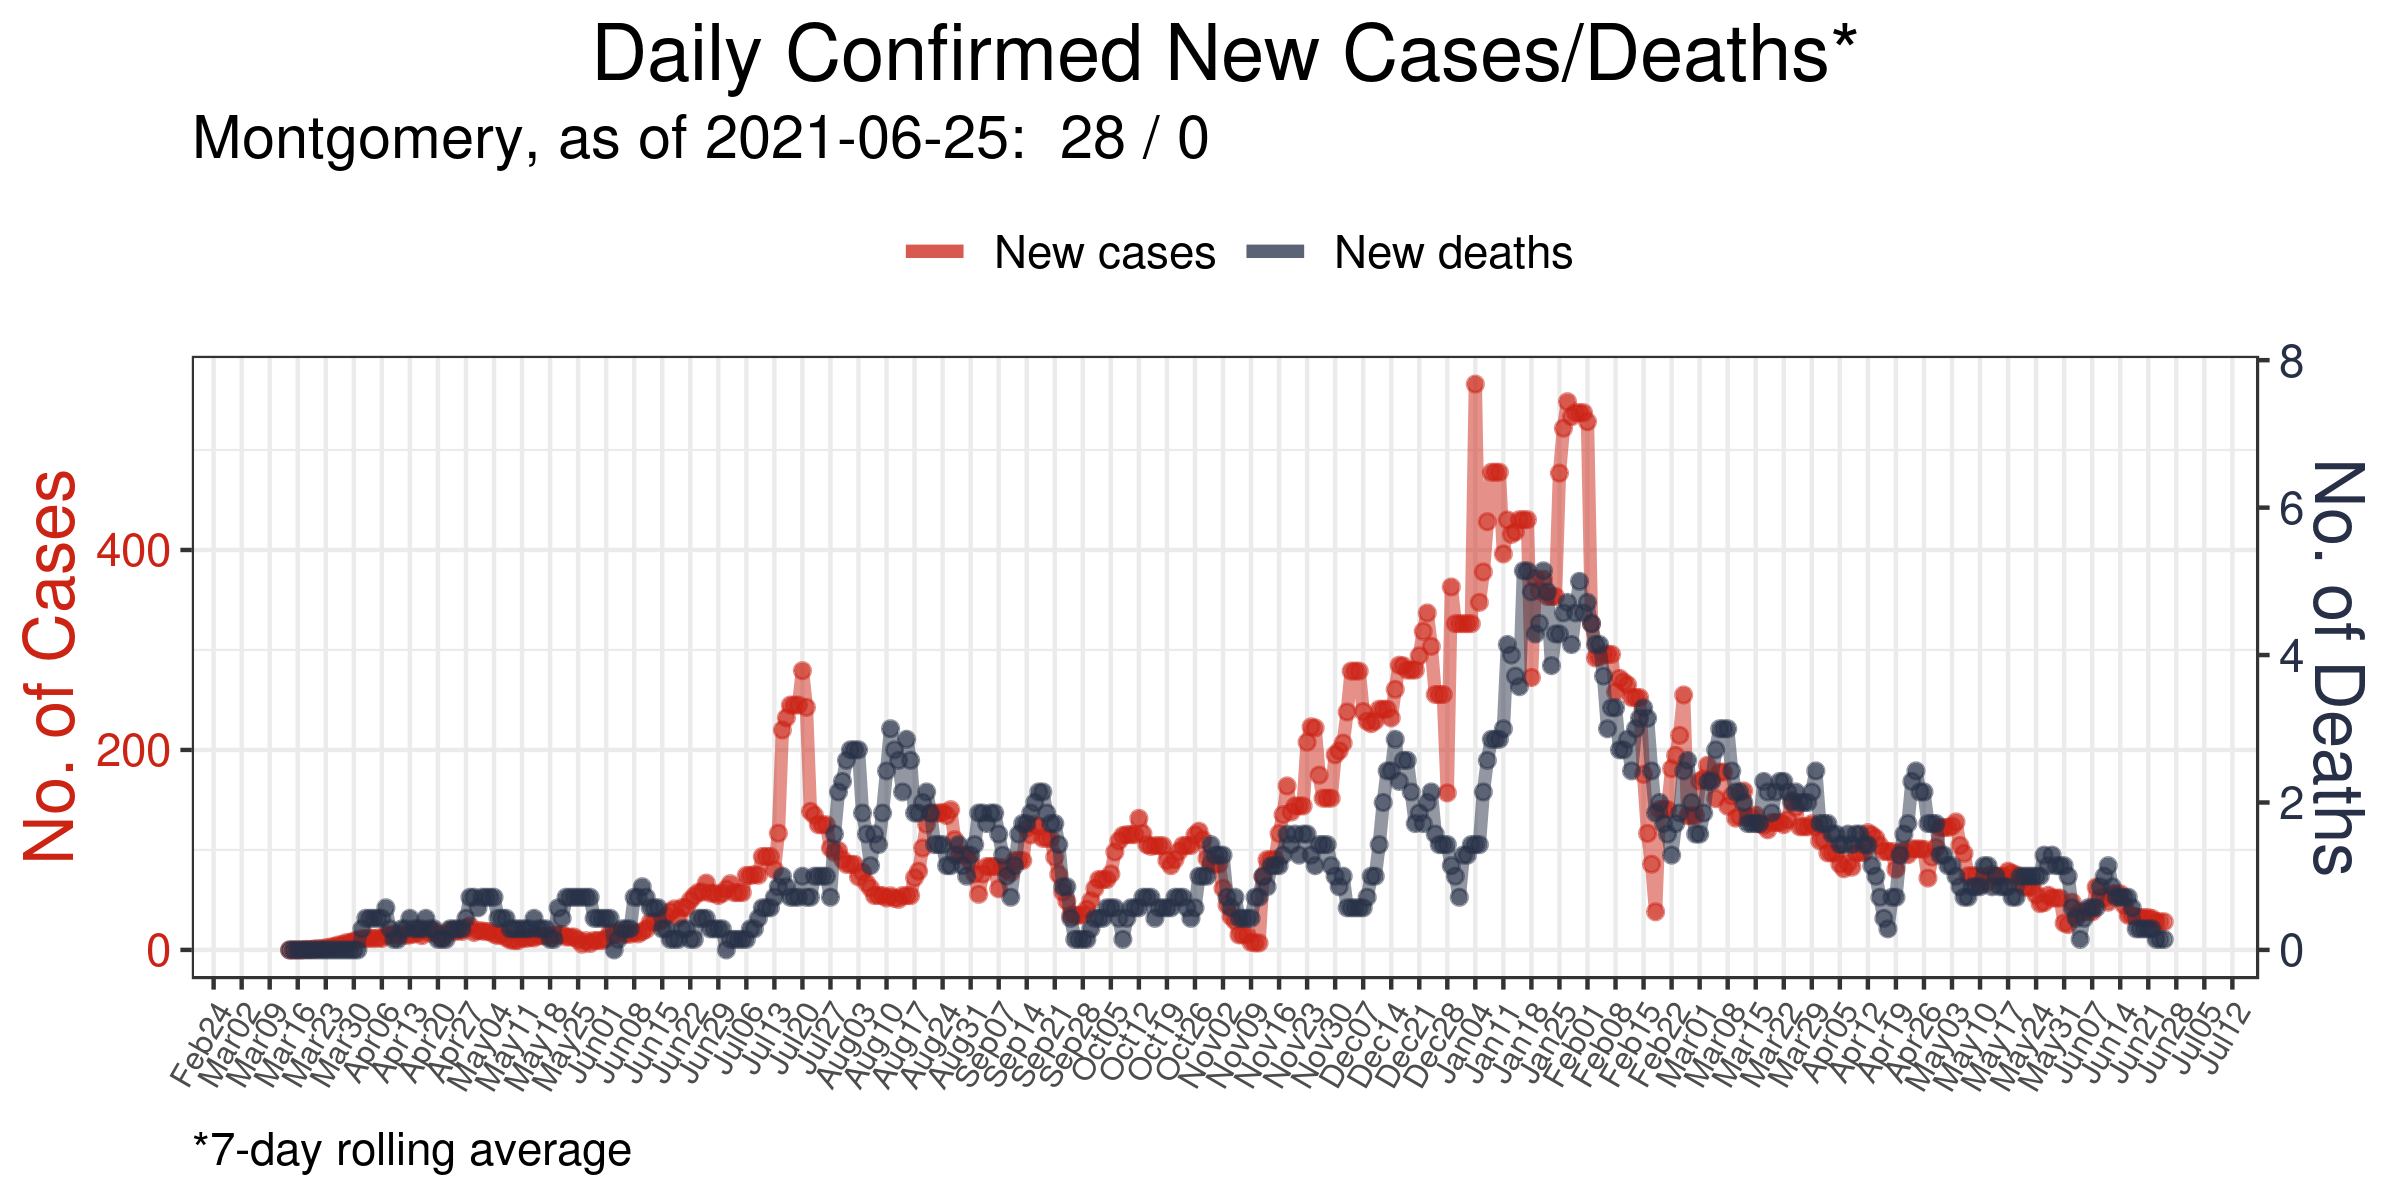 Daily Confirmed New Cases/Deaths*
Montgomery, as of 2021-06-25:  28 / 0
New cases New deaths
No. of Cases
400
200
0
8
6
4
2
0
No. of Deaths
Feb24 Mar02 Mar09 Mar16 Mar23 Mar30 Apr06 Apr13 Apr20 Apr27 May04 May11 May18 May25 Jun01 Jun08 Jun15 Jun22 Jun29 Jul06 Jul13 Jul20 Jul27 Aug03 Aug10 Aug17 Aug24 Aug31 Sep07 Sep14 Sep21 Sep28 Oct05 Oct12 Oct19 Oct26 Nov02 Nov09 Nov16 Nov23 Nov30 Dec07 Dec14 Dec21 Dec28 Jan04 Jan11 Jan18 Jan25 Feb01 Feb08 Feb15 Feb22 Mar01 Mar08 Mar15 Mar22 Mar29 Apr05 Apr12 Apr19 Apr26 May03 May10 May17 May24 May31 Jun07 Jun14 Jun21 Jun28 Jul05 Jul12
*7-day rolling average